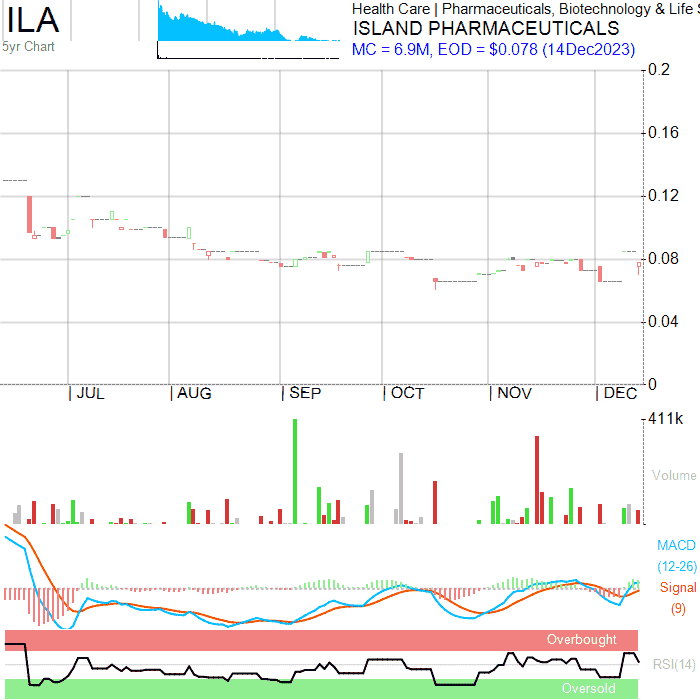 ILA
5yr Chart
Health Care | Pharmaceuticals, Biotechnology & Life
ISLAND PHARMACEUTICALS
MC = 6.9M, EOD = $0.078 (14Dec2023)
0.2
0.16
0.12
0.08
0.04
0
| JUL | AUG | SEP | OCT | NOV | DEC
411k
Volume
MACD
(12-26)
Signal
(9)
Overbought
RSI(14)
Oversold